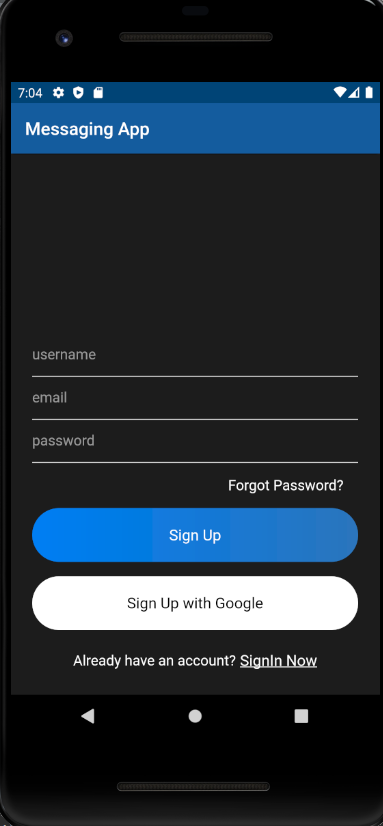 7:04
Messaging App
username
email
password
Forgot Password?
Sign Up
Sign Up with Google
Already have an account? SignIn Now